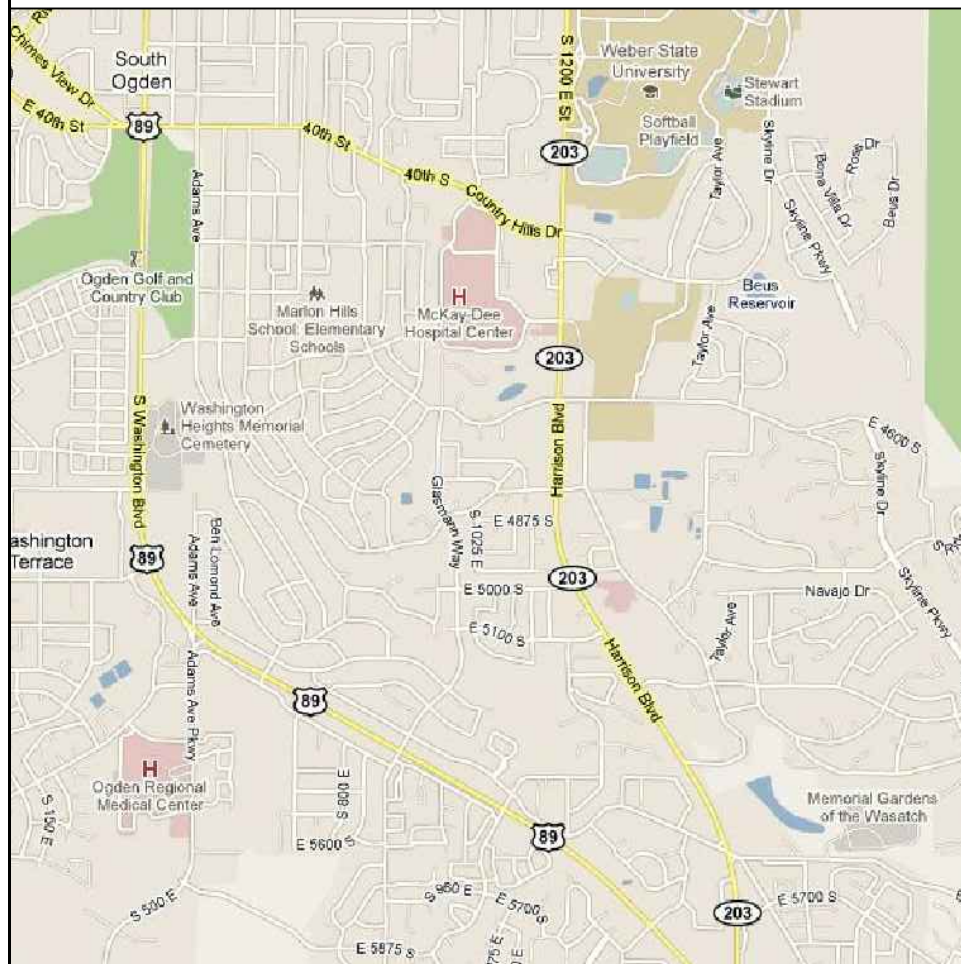 Chimes View Dr
South
Ogden
E 40th St
89
40th St
40th S
Country Hills Dr
S 1200 E St
203
Weber State
University
Stewart
Stadium
Softball
Playfield
Taylor Ave
Skyline Dr
Skyline Pkwy
Bona Villa Dr
Ross Dr
Beus Dr
Adams Ave
Ogden Golf and
Country Club
Marlon Hills
School: Elementary
Schools
H
McKay-Dee
Hospital Center
Beus
Reservoir
Taylor Ave
203
S Washington Blvd
Washington
Heights Memorial
Cemetery
Harrison Blvd
E 4600 S
Skyline Dr
Glasmann Way
S 1025 E
E 4875 S
ashington
Terrace
89
Adams Ave
Ben Lomond Ave
E 5000 S
203
Navajo Dr
Skyline Pkwy
E 5100 S
Taylor Ave
Harrison Blvd
Adams Ave Pkwy
89
H
Ogden Regional
Medical Center
S 150 E
E 5600 S
S 500 E
89
Memorial Gardens
of the Wasatch
S 950 E
E 5700 S
E 5875 S
E 5700 S
203